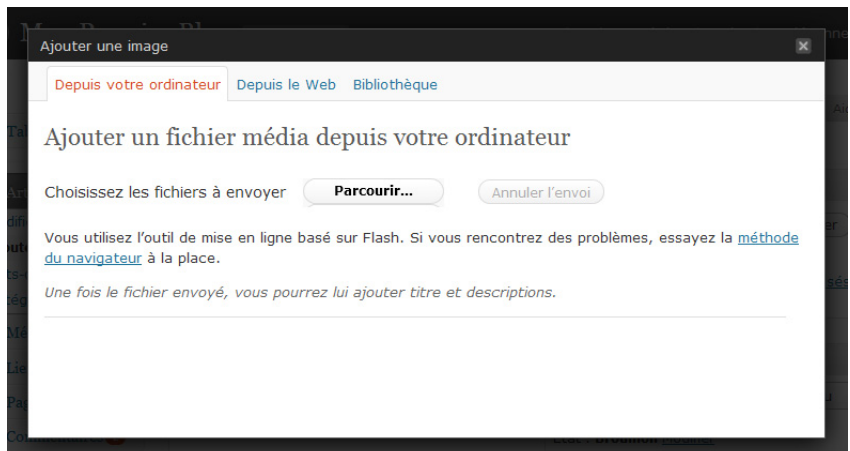 Ajouter une image
Depuis votre ordinateur Depuis le Web Bibliothèque
Ajouter un fichier média depuis votre ordinateur
Choisissez les fichiers à envoyer Parcourir... Annuler l'envoi
Vous utilisez l'outil de mise en ligne basé sur Flash. Si vous rencontrez des problèmes, essayez la méthode
du navigateur à la place.
Une fois le fichier envoyé, vous pourrez lui ajouter titre et descriptions.